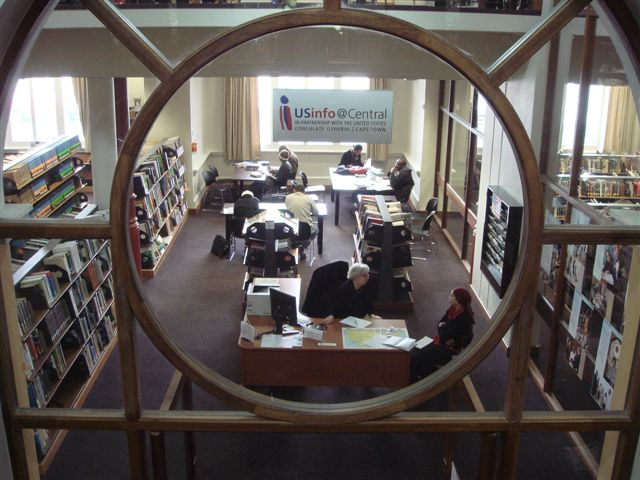 USinfo@Central
IN PARTNERSHIP WITH THE UNITED STATES
CONSULATE GENERAL | CAPE TOWN